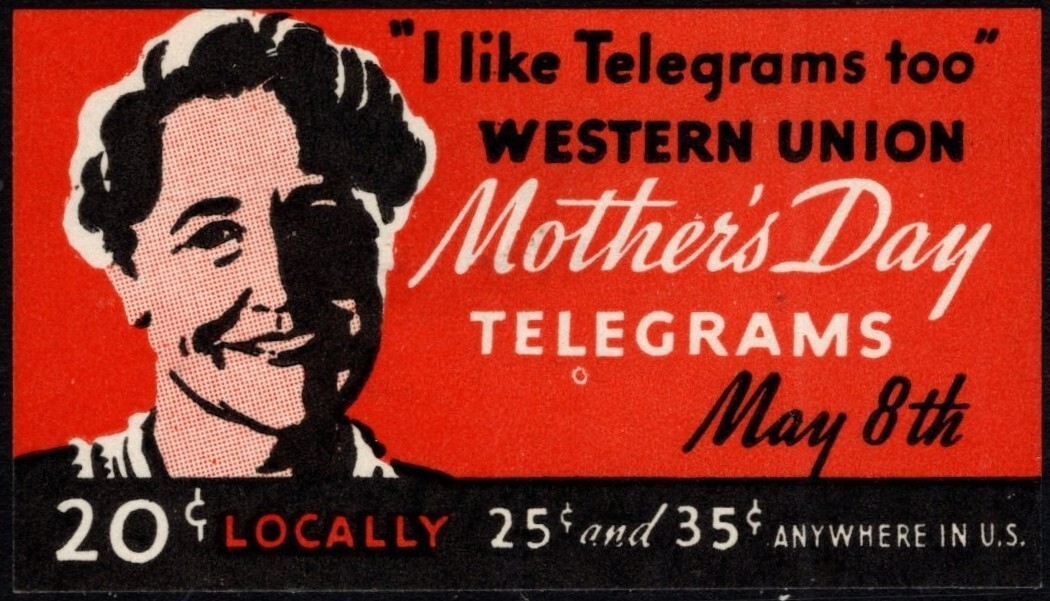 "I like Telegrams too"
WESTERN UNION
Mother's Day
TELEGRAMS
May 8th
20¢ LOCALLY 25¢ and 35¢ ANYWHERE IN U.S.